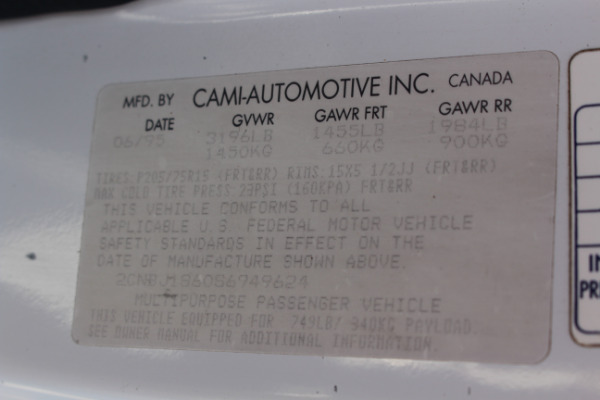 MFD. BY CAMI-AUTOMOTIVE INC. CANADA
DATE GVWR GAWR FRT GAWR RR
06/95 3196LB 1455LB 1984LB
1450KG 660KG 900KG
TIRES: P205/75R15 (FRT&RR) RIMS: 15X5 1/2JJ (FRT&RR)
MAX COLD TIRE PRESS: 23PSI (160KPA) FRT&RR
THIS VEHICLE CONFORMS TO ALL
APPLICABLE U.S. FEDERAL MOTOR VEHICLE
SAFETY STANDARDS IN EFFECT ON THE
DATE OF MANUFACTURE SHOWN ABOVE.
2CNBJ1860S6749624
MULTIPURPOSE PASSENGER VEHICLE
THIS VEHICLE EQUIPPED FOR 749LB/ 340KG PAYLOAD.
SEE OWNER MANUAL FOR ADDITIONAL INFORMATION.